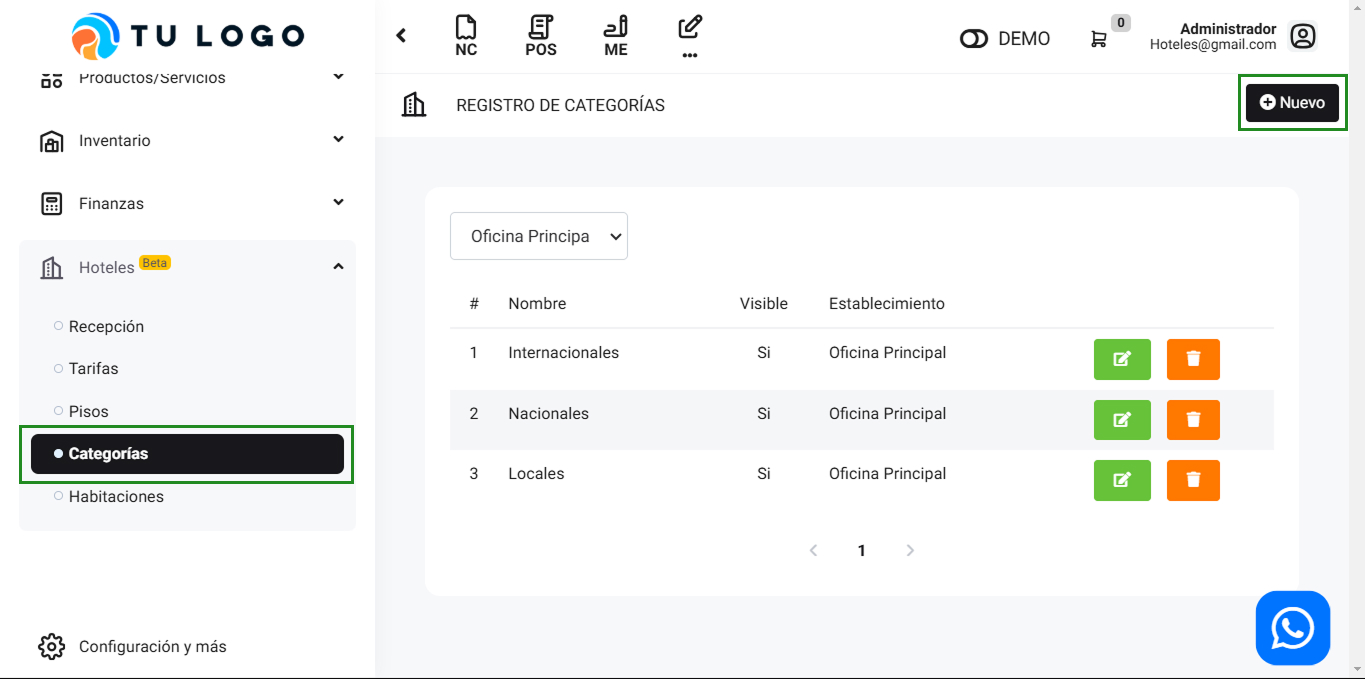 TU LOGO
Productos/Servicios
Inventario
Finanzas
Hoteles Beta
Recepción
Tarifas
Pisos
Categorías
Habitaciones
Configuración y más
NC
POS
ME
...
DEMO
0
Administrador
Hoteles@gmail.com
REGISTRO DE CATEGORÍAS
Nuevo
Oficina Principa
# Nombre Visible Establecimiento
1 Internacionales Si Oficina Principal
2 Nacionales Si Oficina Principal
3 Locales Si Oficina Principal
1